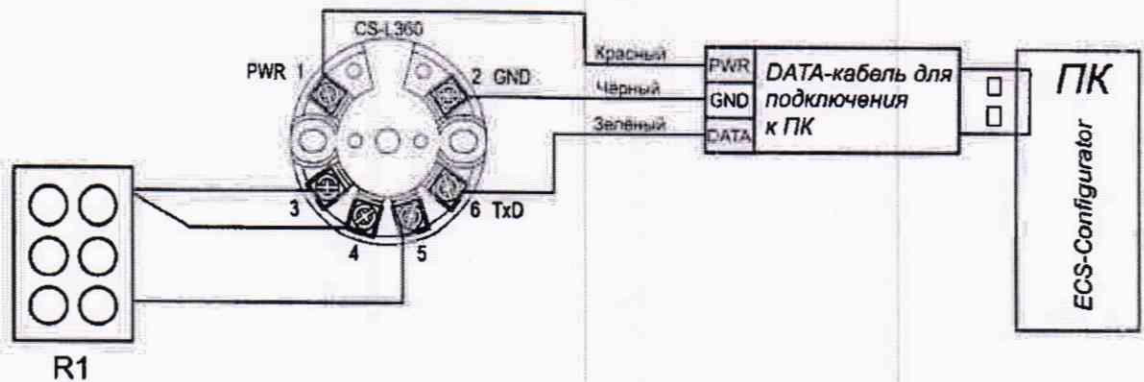 CS-L360
PWR 1
2 GND
3
4
5
6 TxD
R1
Красный
Чёрный
Зелёный
PWR
GND
DATA
DATA-кабель для
подключения
к ПК
ПК
ECS-Configurator